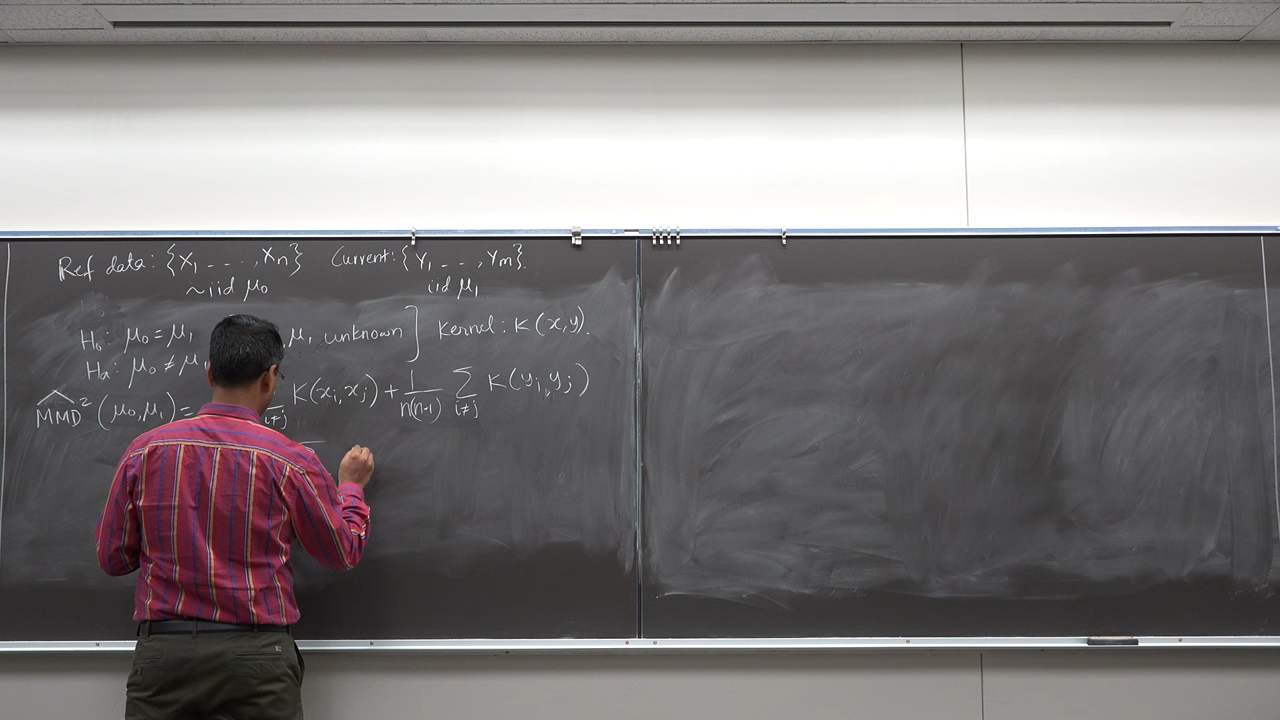 Ref data: {X₁ - - . . , Xn} Current: {Y₁ - . . , Ym}.
~iid μ₀ iid μ₁
H₀: μ₀ = μ₁ , μ₁ unknown ] Kernel: K(x,y).
Hₐ: μ₀ ≠ μ₁
M̂MD² (μ₀,μ₁) = i≠j K(xᵢ,xⱼ) + 1/n(n-1) Σ i≠j K(yᵢ,yⱼ)